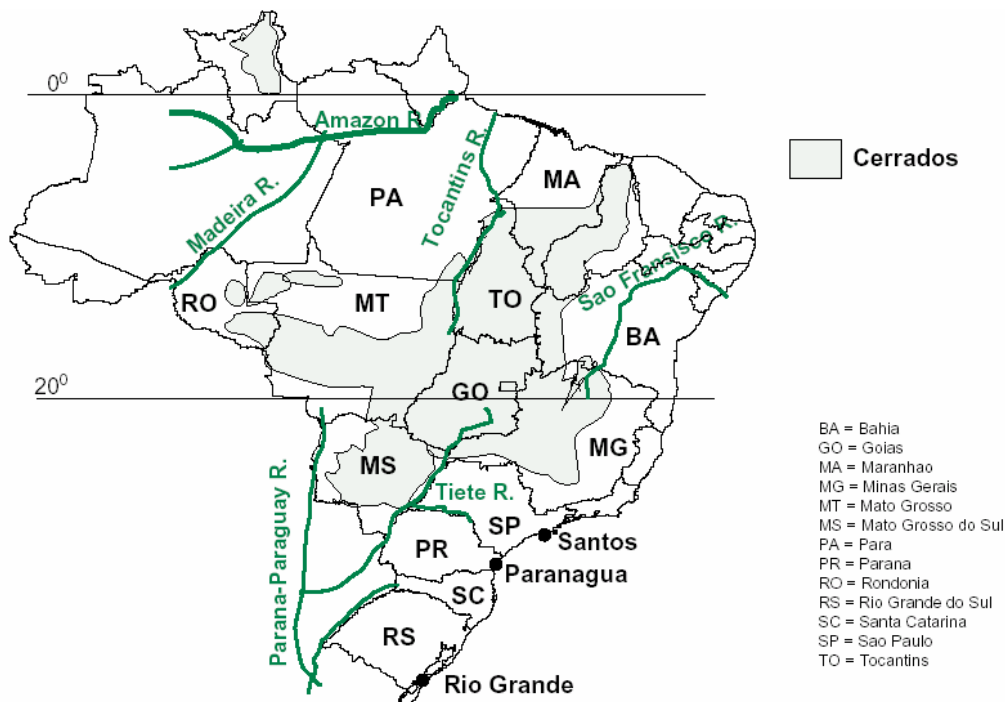 0⁰
Amazon R.
Cerrados
MA
Tocantins R.
PA
Madeira R.
Sao Fransisco R.
RO
MT
TO
BA
20⁰
GO
BA = Bahia
GO = Goias
MA = Maranhao
MG = Minas Gerais
MT = Mato Grosso
MS = Mato Grosso do Sul
PA = Para
PR = Parana
RO = Rondonia
RS = Rio Grande do Sul
SC = Santa Catarina
SP = Sao Paulo
TO = Tocantins
MG
MS
Tiete R.
SP
Santos
Parana-Paraguay R.
PR
Paranagua
SC
RS
Rio Grande